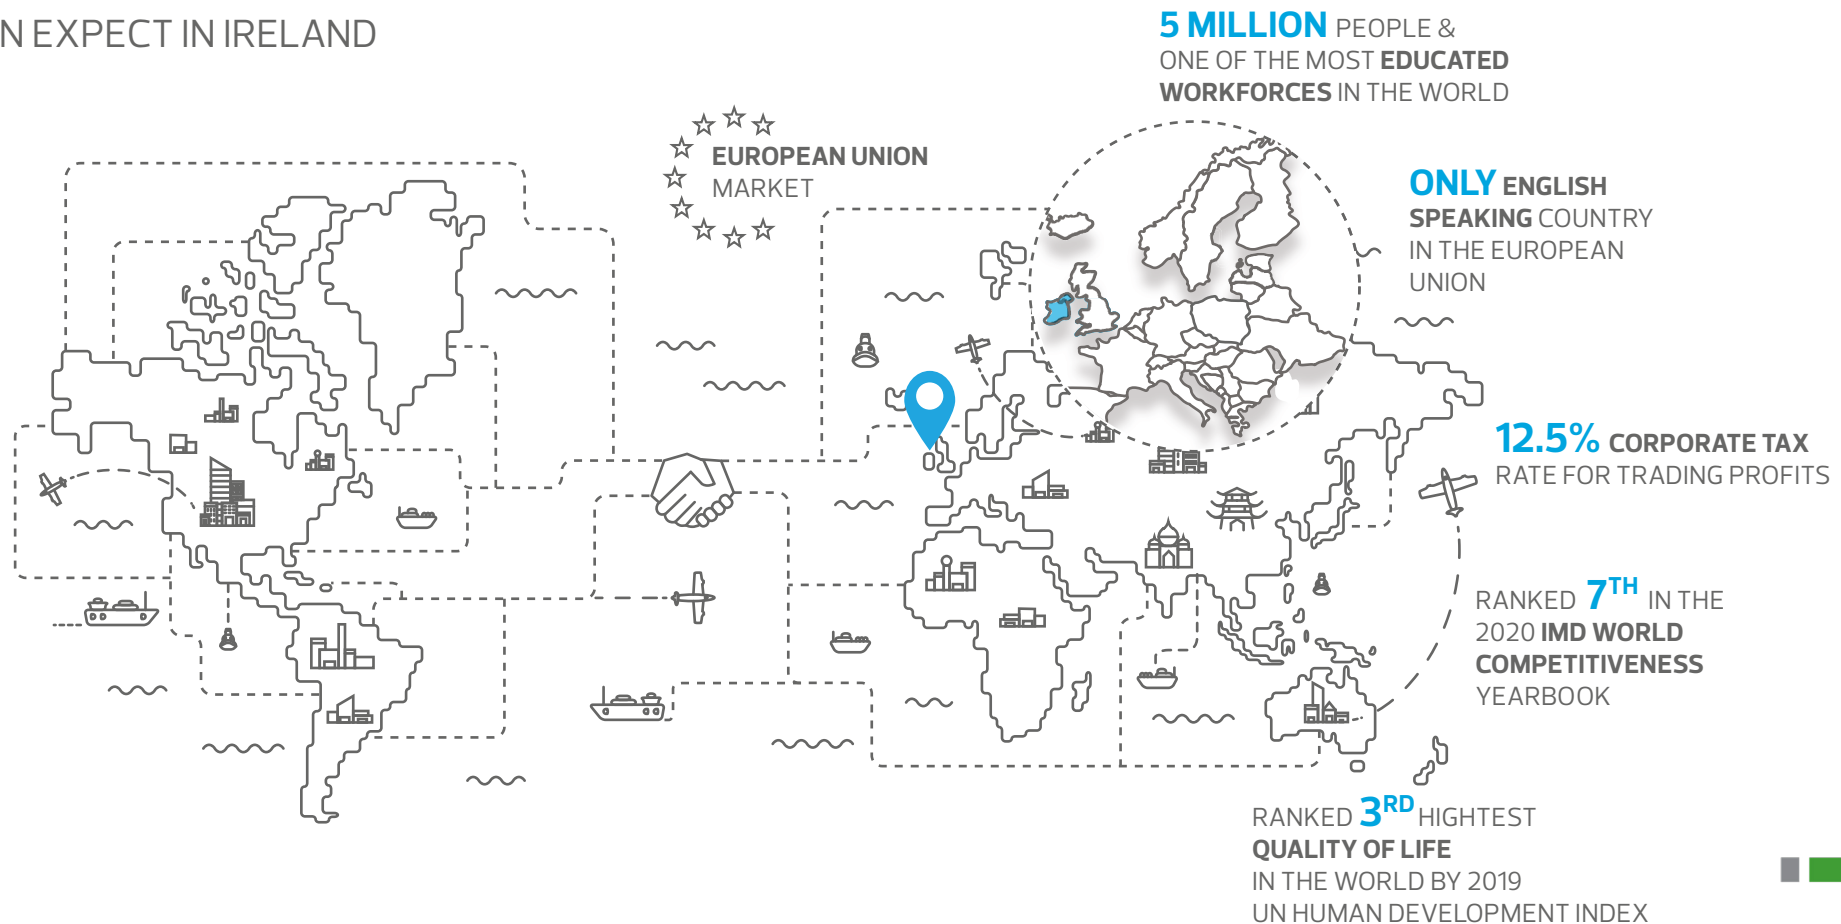 N EXPECT IN IRELAND
5 MILLION PEOPLE &
ONE OF THE MOST EDUCATED
WORKFORCES IN THE WORLD
EUROPEAN UNION
MARKET
ONLY ENGLISH
SPEAKING COUNTRY
IN THE EUROPEAN
UNION
12.5% CORPORATE TAX
RATE FOR TRADING PROFITS
RANKED 7TH IN THE
2020 IMD WORLD
COMPETITIVENESS
YEARBOOK
RANKED 3RD HIGHTEST
QUALITY OF LIFE
IN THE WORLD BY 2019
UN HUMAN DEVELOPMENT INDEX